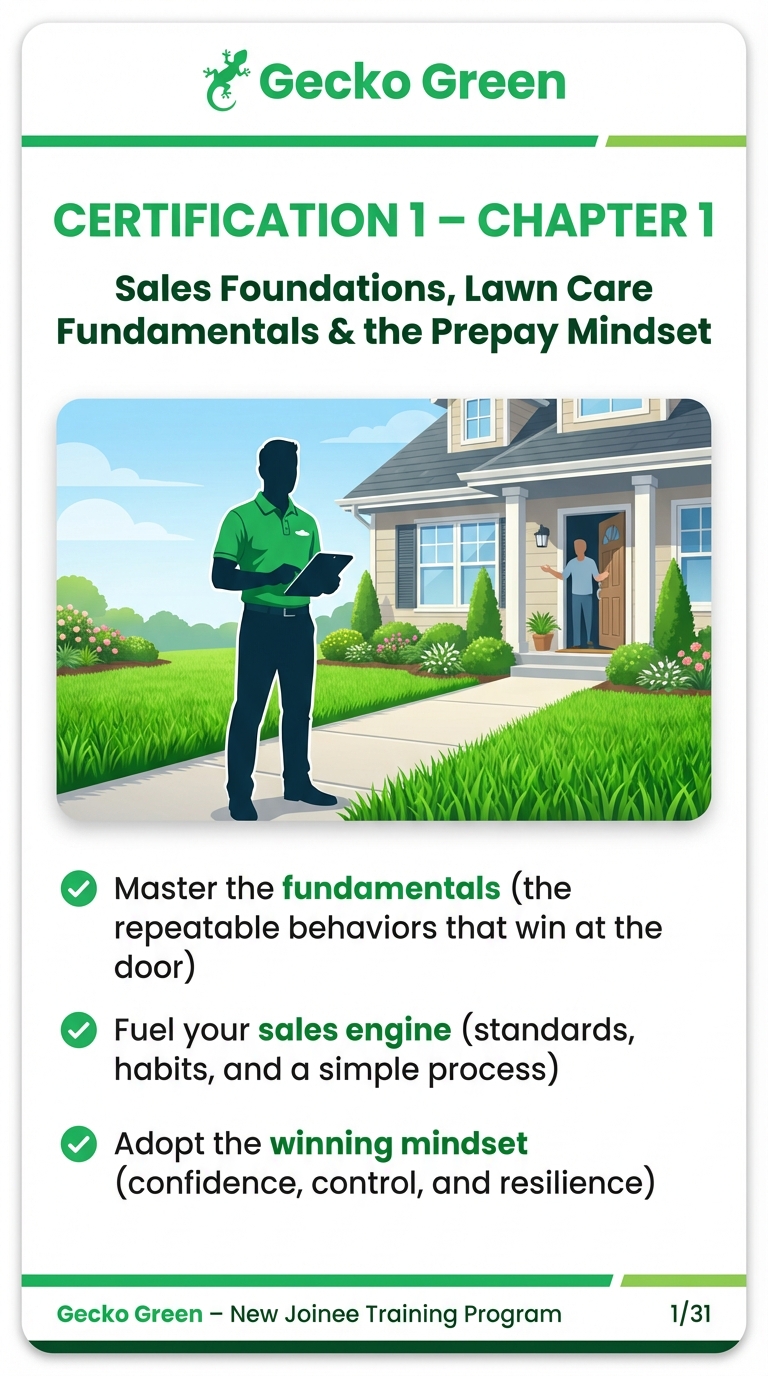 Gecko Green
CERTIFICATION 1 – CHAPTER 1
Sales Foundations, Lawn Care
Fundamentals & the Prepay Mindset
Master the fundamentals (the
repeatable behaviors that win at the
door)
Fuel your sales engine (standards,
habits, and a simple process)
Adopt the winning mindset
(confidence, control, and resilience)
Gecko Green – New Joinee Training Program
1/31